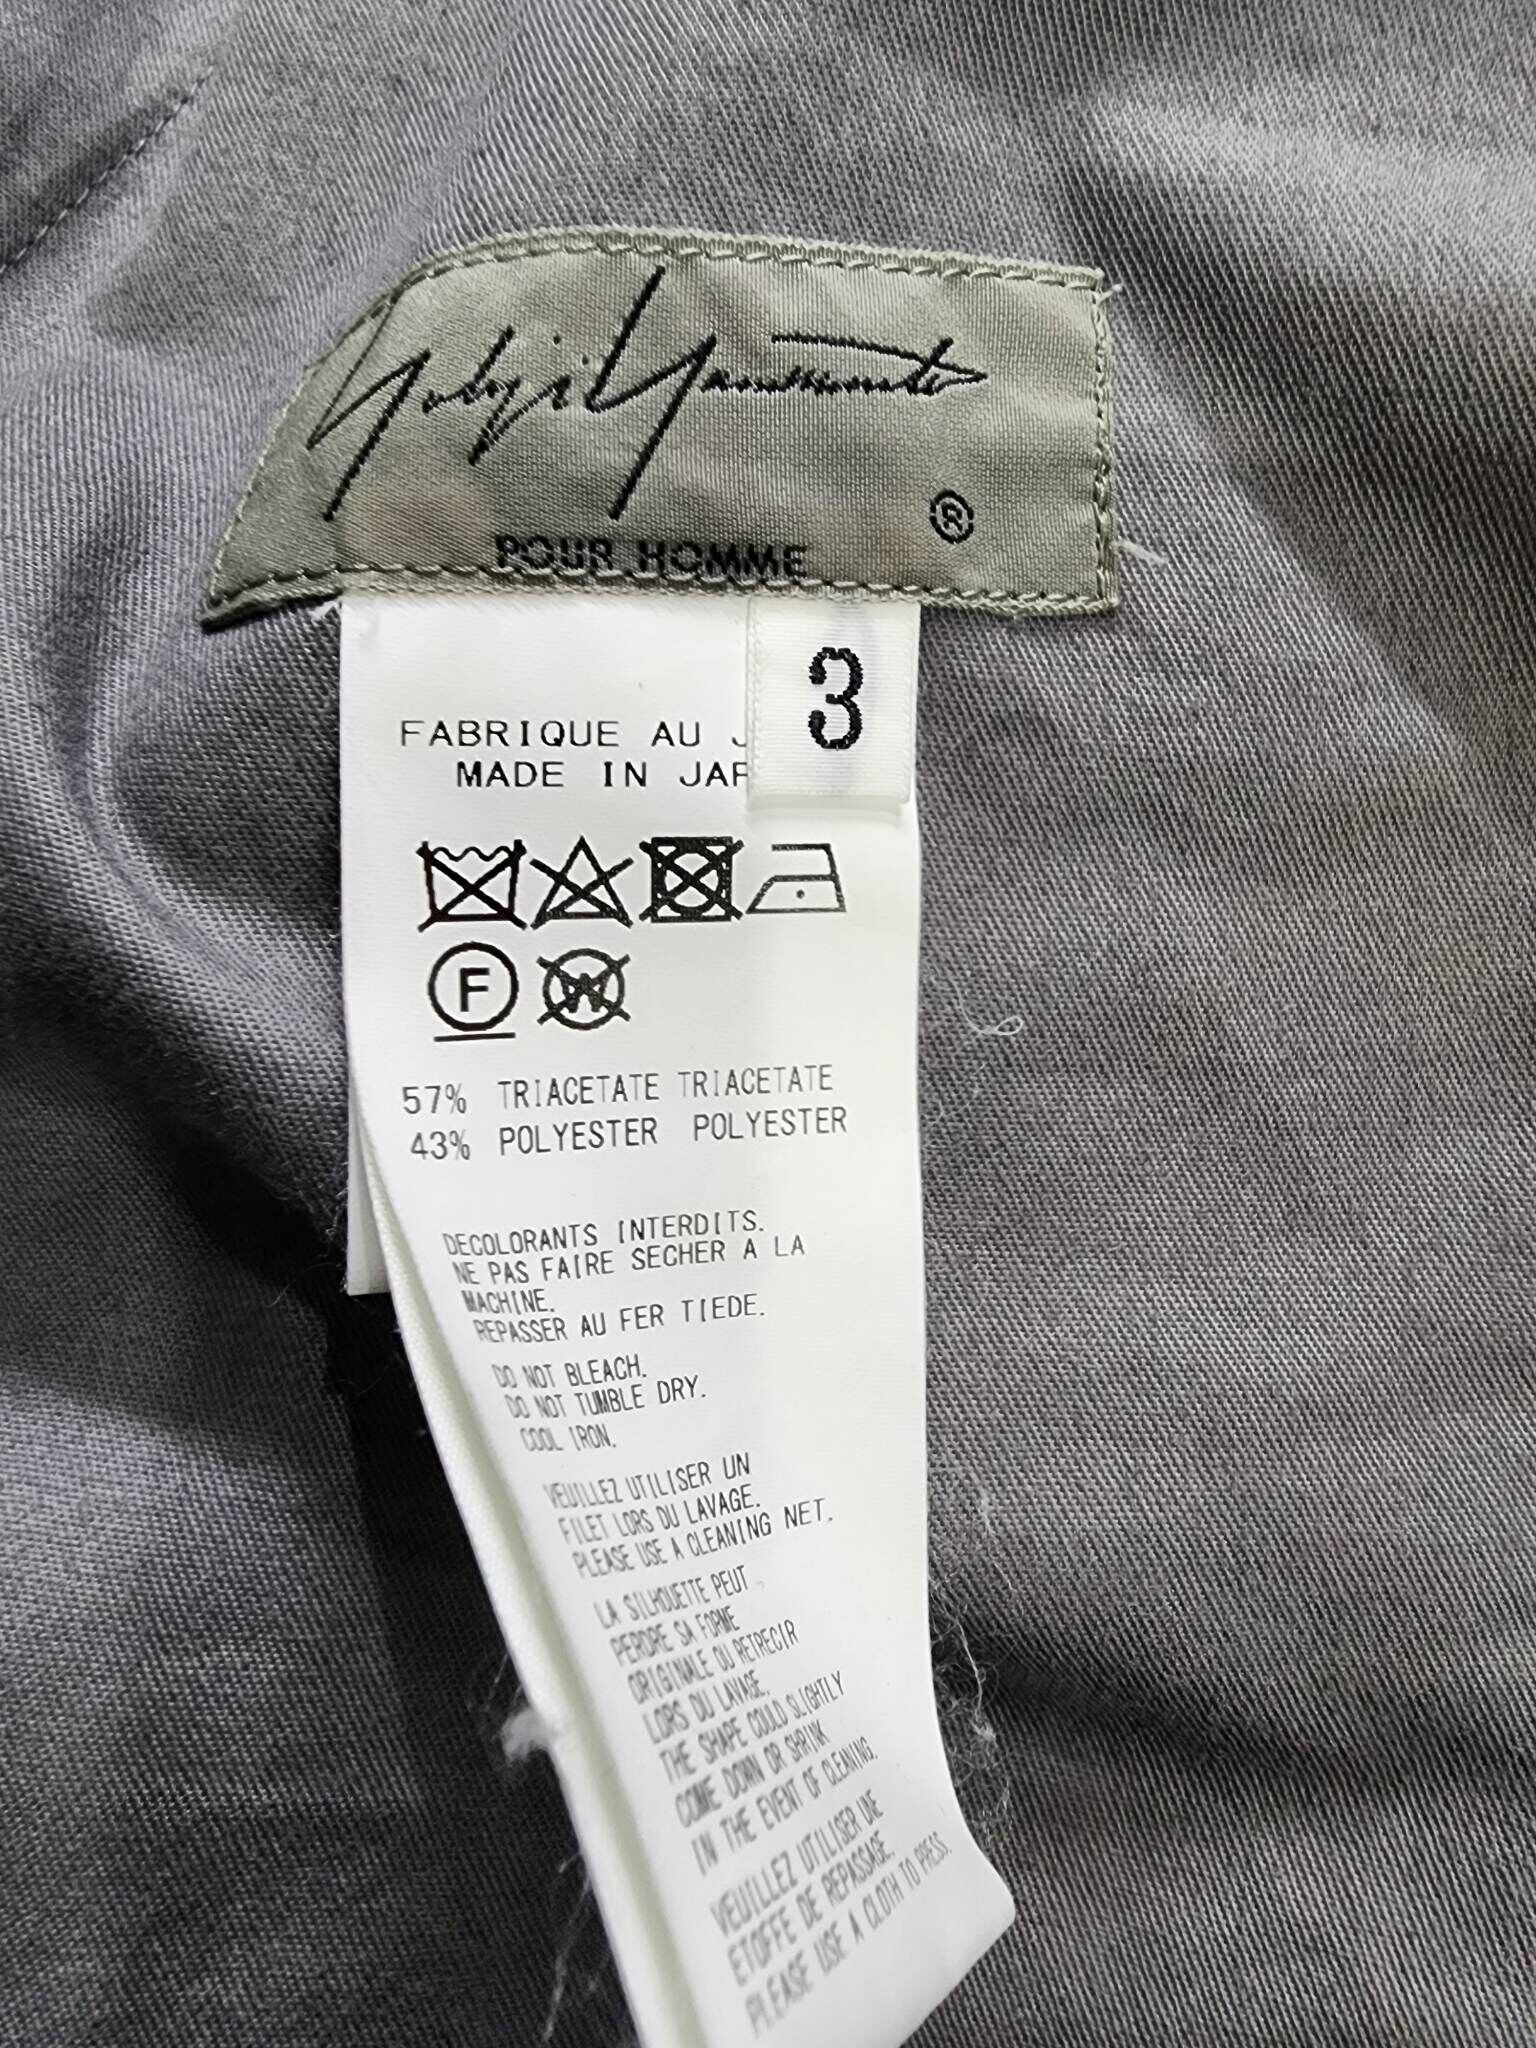 Yohji Yamamoto
®
POUR HOMME
3
FABRIQUE AU
MADE IN
F
W
57% TRIACETATE TRIACETATE
43% POLYESTER POLYESTER
DECOLORANTS INTERDITS.
NE PAS FAIRE SECHER A LA
MACHINE.
REPASSER AU FER TIEDE.
DO NOT BLEACH.
DO NOT TUMBLE DRY.
COOL IRON.
VEUILLEZ UTILISER UN
FILET LORS DU LAVAGE.
PLEASE USE A CLEANING NET.
LA SILHOUETTE PEUT
PERDRE SA FORME
ORIGINALE OU RETRECIR
LORS DU LAVAGE.
THE SHAPE COULD SLIGHTLY
COME DOWN OR SHRINK
IN THE EVENT OF CLEANING.
VEUILLEZ UTILISER UNE
ETOFFE DE REPASSAGE.
PLEASE USE A CLOTH TO PRESS.